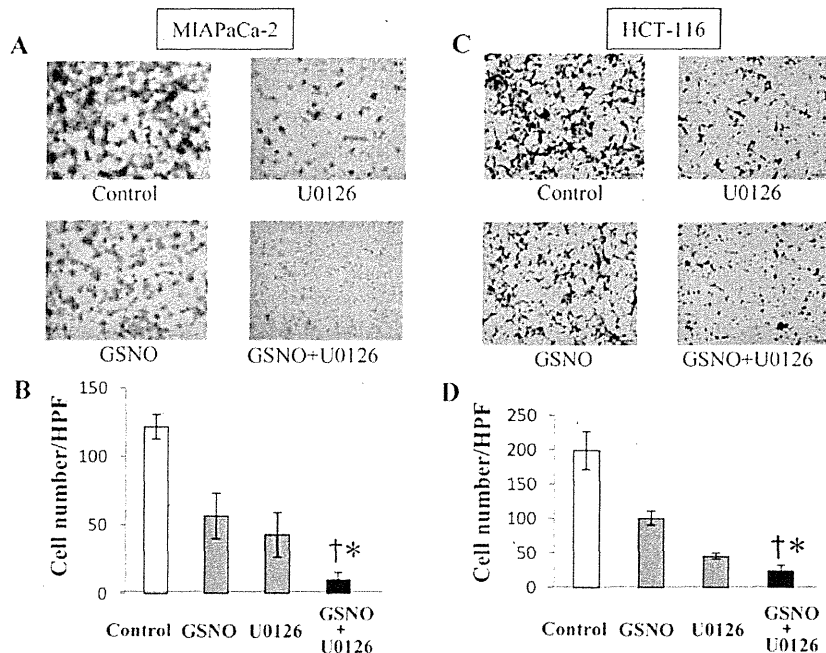 MIAPaCa-2
HCT-116
A
C
Control
U0126
Control
U0126
GSNO
GSNO+U0126
GSNO
GSNO+U0126
B
Cell number/HPF
150
100
50
0
†*
Control
GSNO
U0126
GSNO
+
U0126
D
Cell number/HPF
250
200
150
100
50
0
†*
Control
GSNO
U0126
GSNO
+
U0126